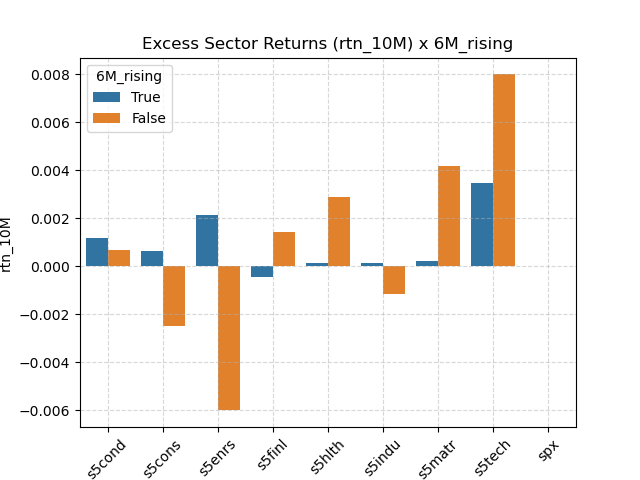 Excess Sector Returns (rtn_10M) x 6M_rising
6M_rising
True
False
0.008
0.006
0.004
0.002
0.000
−0.002
−0.004
−0.006
rtn_10M
s5cond
s5cons
s5enrs
s5finl
s5hlth
s5indu
s5matr
s5tech
spx